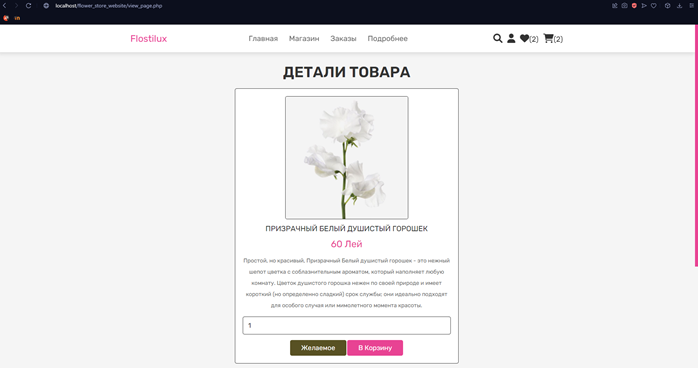 localhost/flower_store_website/view_page.php
Flostilux
Главная Магазин Заказы Подробнее
(2) (2)
ДЕТАЛИ ТОВАРА
ПРИЗРАЧНЫЙ БЕЛЫЙ ДУШИСТЫЙ ГОРОШЕК
60 Лей
Простой, но красивый, Призрачный Белый душистый горошек - это нежный
шепот цветка с соблазнительным ароматом, который наполняет любую
комнату. Цветок душистого горошка нежен по своей природе и имеет
короткий (но определенно сладкий) срок службы: они идеально подходят
для особого случая или мимолетного момента красоты.
1
Желаемое В Корзину